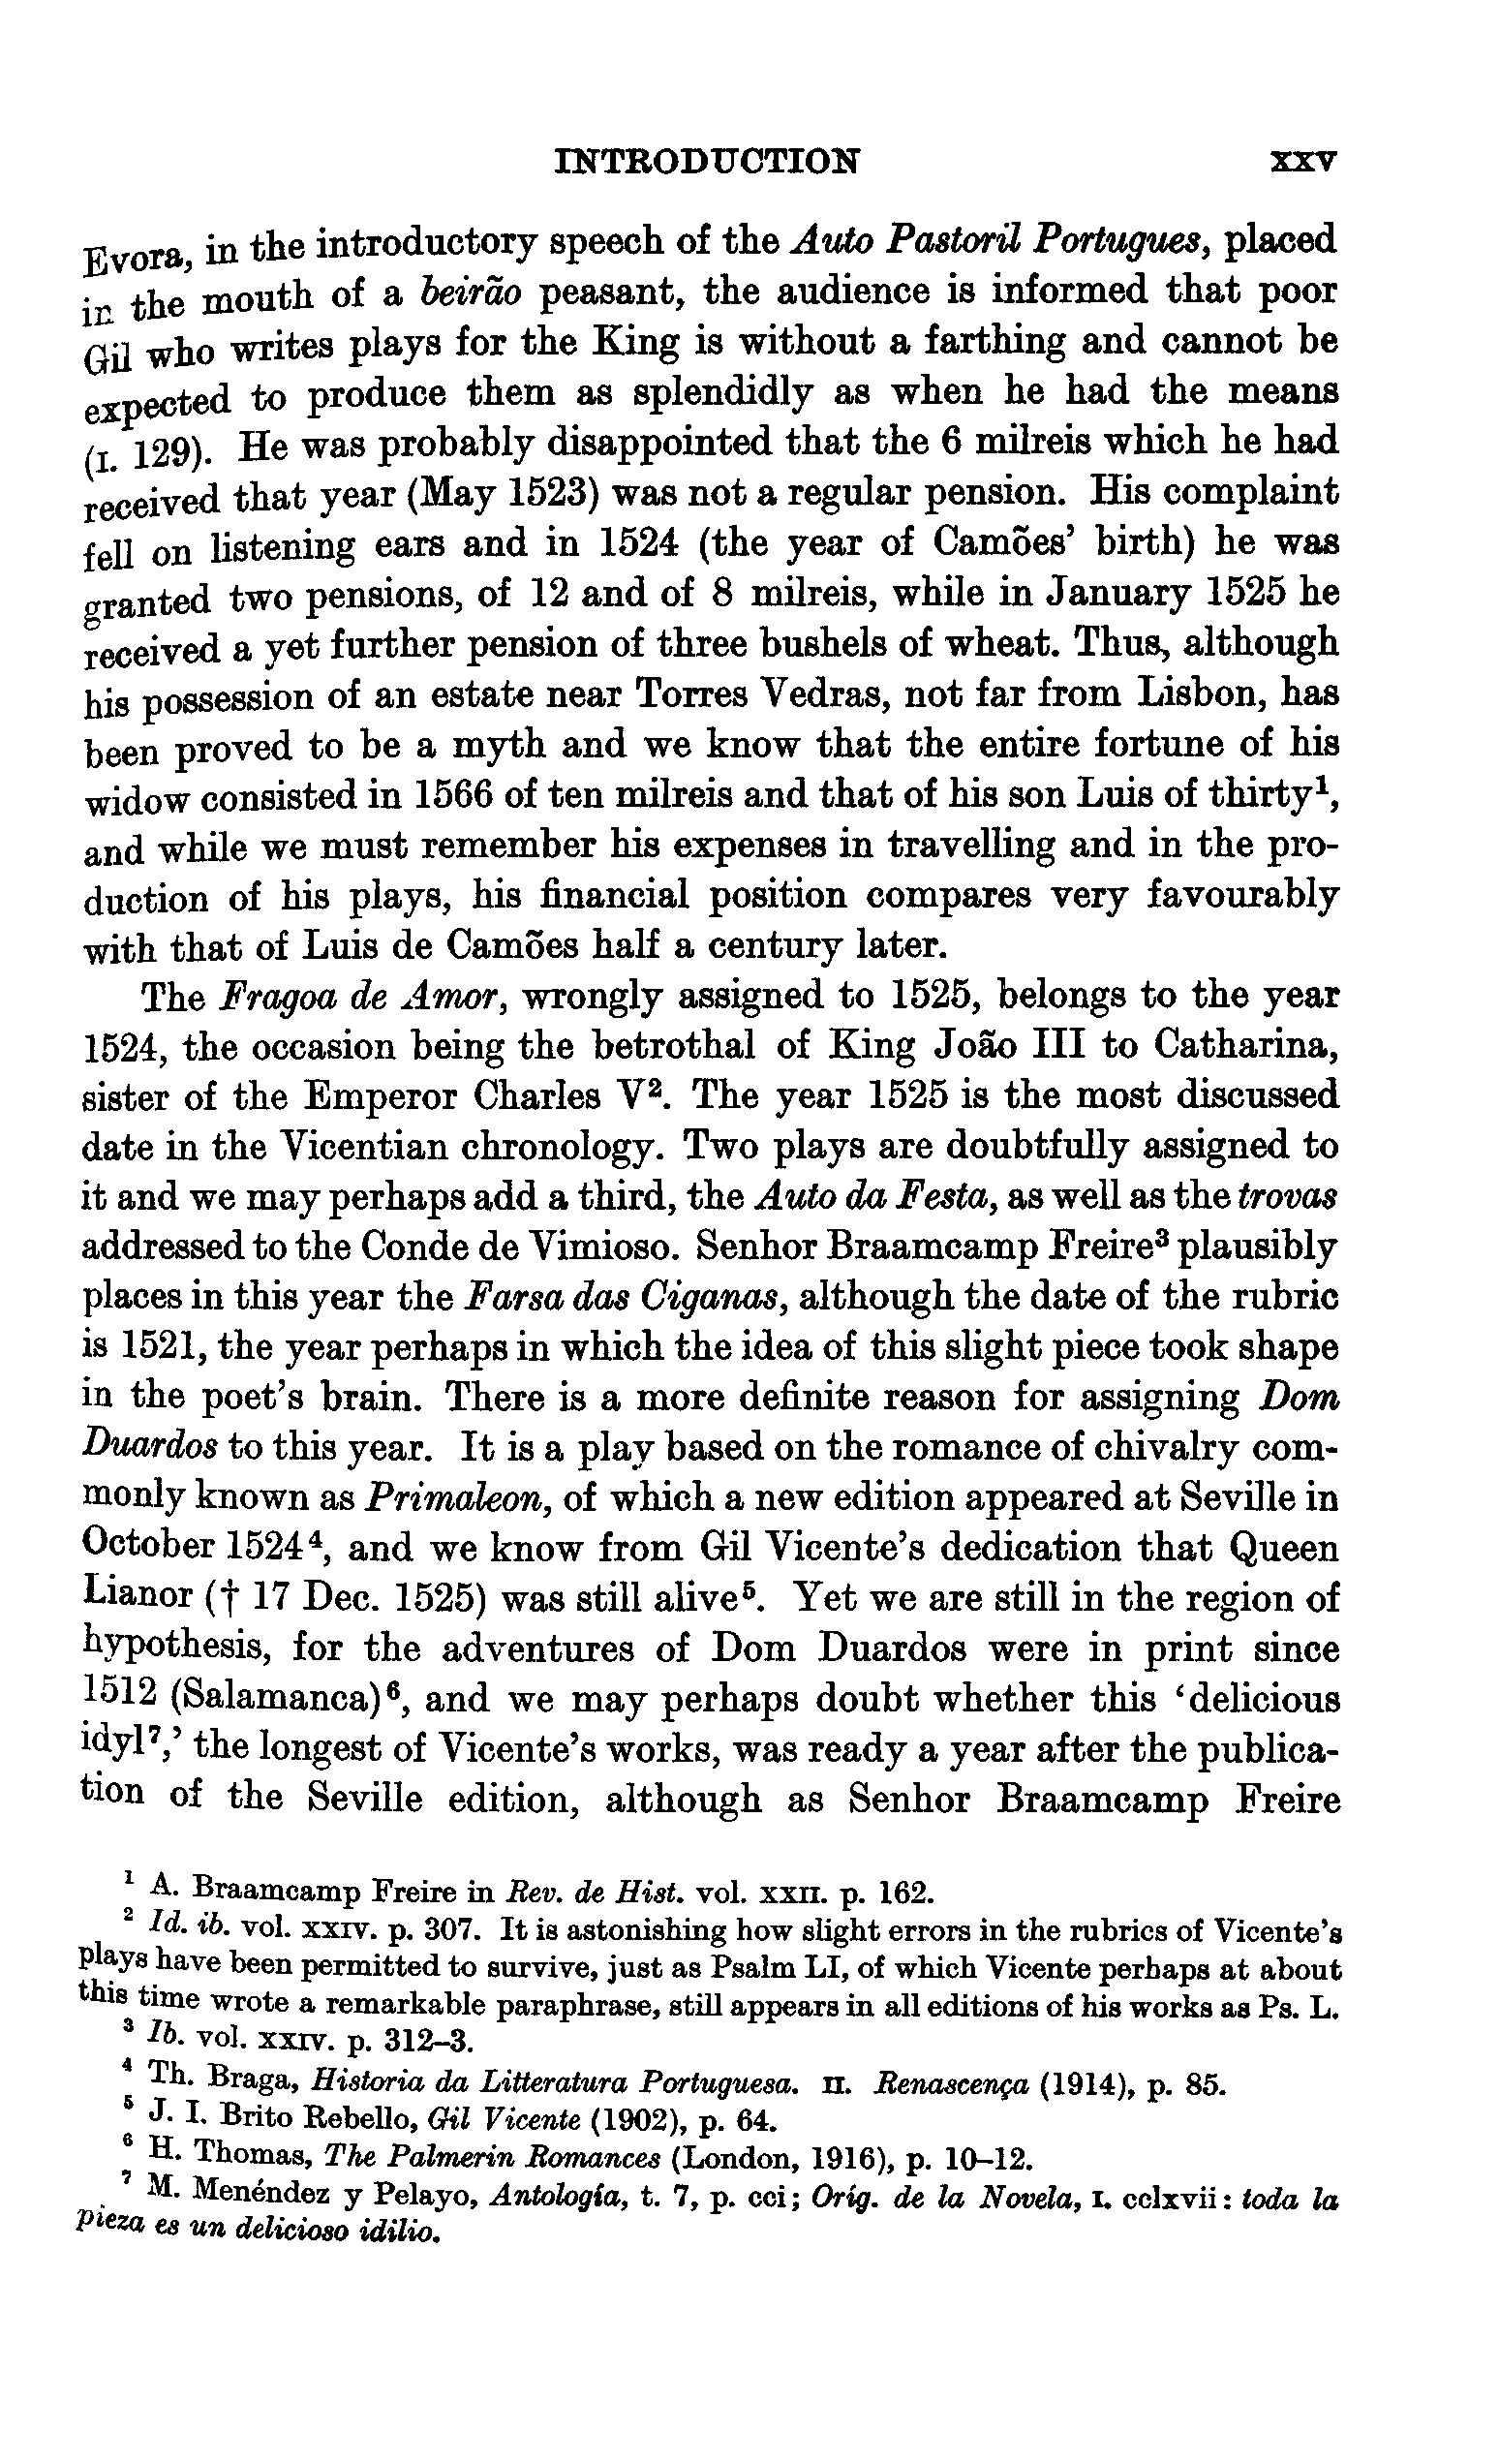 INTRODUCTION xxv
Evora, in the introductory speech of the Auto Pastoril Portugues, placed
in the mouth of a beirão peasant, the audience is informed that poor
Gil who writes plays for the King is without a farthing and cannot be
expected to produce them as splendidly as when he had the means
(I. 129). He was probably disappointed that the 6 milreis which he had
received that year (May 1523) was not a regular pension. His complaint
fell on listening ears and in 1524 (the year of Camões' birth) he was
granted two pensions, of 12 and of 8 milreis, while in January 1525 he
received a yet further pension of three bushels of wheat. Thus, although
his possession of an estate near Torres Vedras, not far from Lisbon, has
been proved to be a myth and we know that the entire fortune of his
widow consisted in 1566 of ten milreis and that of his son Luis of thirty¹,
and while we must remember his expenses in travelling and in the pro-
duction of his plays, his financial position compares very favourably
with that of Luis de Camões half a century later.
The Fragoa de Amor, wrongly assigned to 1525, belongs to the year
1524, the occasion being the betrothal of King João III to Catharina,
sister of the Emperor Charles V². The year 1525 is the most discussed
date in the Vicentian chronology. Two plays are doubtfully assigned to
it and we may perhaps add a third, the Auto da Festa, as well as the trovas
addressed to the Conde de Vimioso. Senhor Braamcamp Freire³ plausibly
places in this year the Farsa das Ciganas, although the date of the rubric
is 1521, the year perhaps in which the idea of this slight piece took shape
in the poet's brain. There is a more definite reason for assigning Dom
Duardos to this year. It is a play based on the romance of chivalry com-
monly known as Primaleon, of which a new edition appeared at Seville in
October 1524⁴, and we know from Gil Vicente's dedication that Queen
Lianor († 17 Dec. 1525) was still alive⁵. Yet we are still in the region of
hypothesis, for the adventures of Dom Duardos were in print since
1512 (Salamanca)⁶, and we may perhaps doubt whether this ‘delicious
idyl⁷,’ the longest of Vicente's works, was ready a year after the publica-
tion of the Seville edition, although as Senhor Braamcamp Freire
¹ A. Braamcamp Freire in Rev. de Hist. vol. XXII. p. 162.
² Id. ib. vol. XXIV. p. 307. It is astonishing how slight errors in the rubrics of Vicente's
plays have been permitted to survive, just as Psalm LI, of which Vicente perhaps at about
this time wrote a remarkable paraphrase, still appears in all editions of his works as Ps. L.
³ Ib. vol. XXIV. p. 312–3.
⁴ Th. Braga, Historia da Litteratura Portuguesa. II. Renascença (1914), p. 85.
⁵ J. I. Brito Rebello, Gil Vicente (1902), p. 64.
⁶ H. Thomas, The Palmerin Romances (London, 1916), p. 10–12.
⁷ M. Menéndez y Pelayo, Antología, t. 7, p. cci; Oríg. de la Novela, I. cclxvii: toda la
pieza es un delicioso idilio.